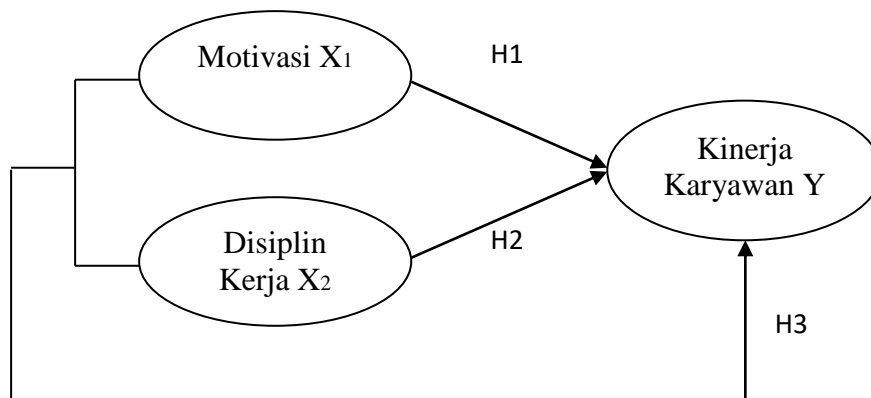 Motivasi X1
H1
Kinerja
Karyawan Y
Disiplin
Kerja X2
H2
H3